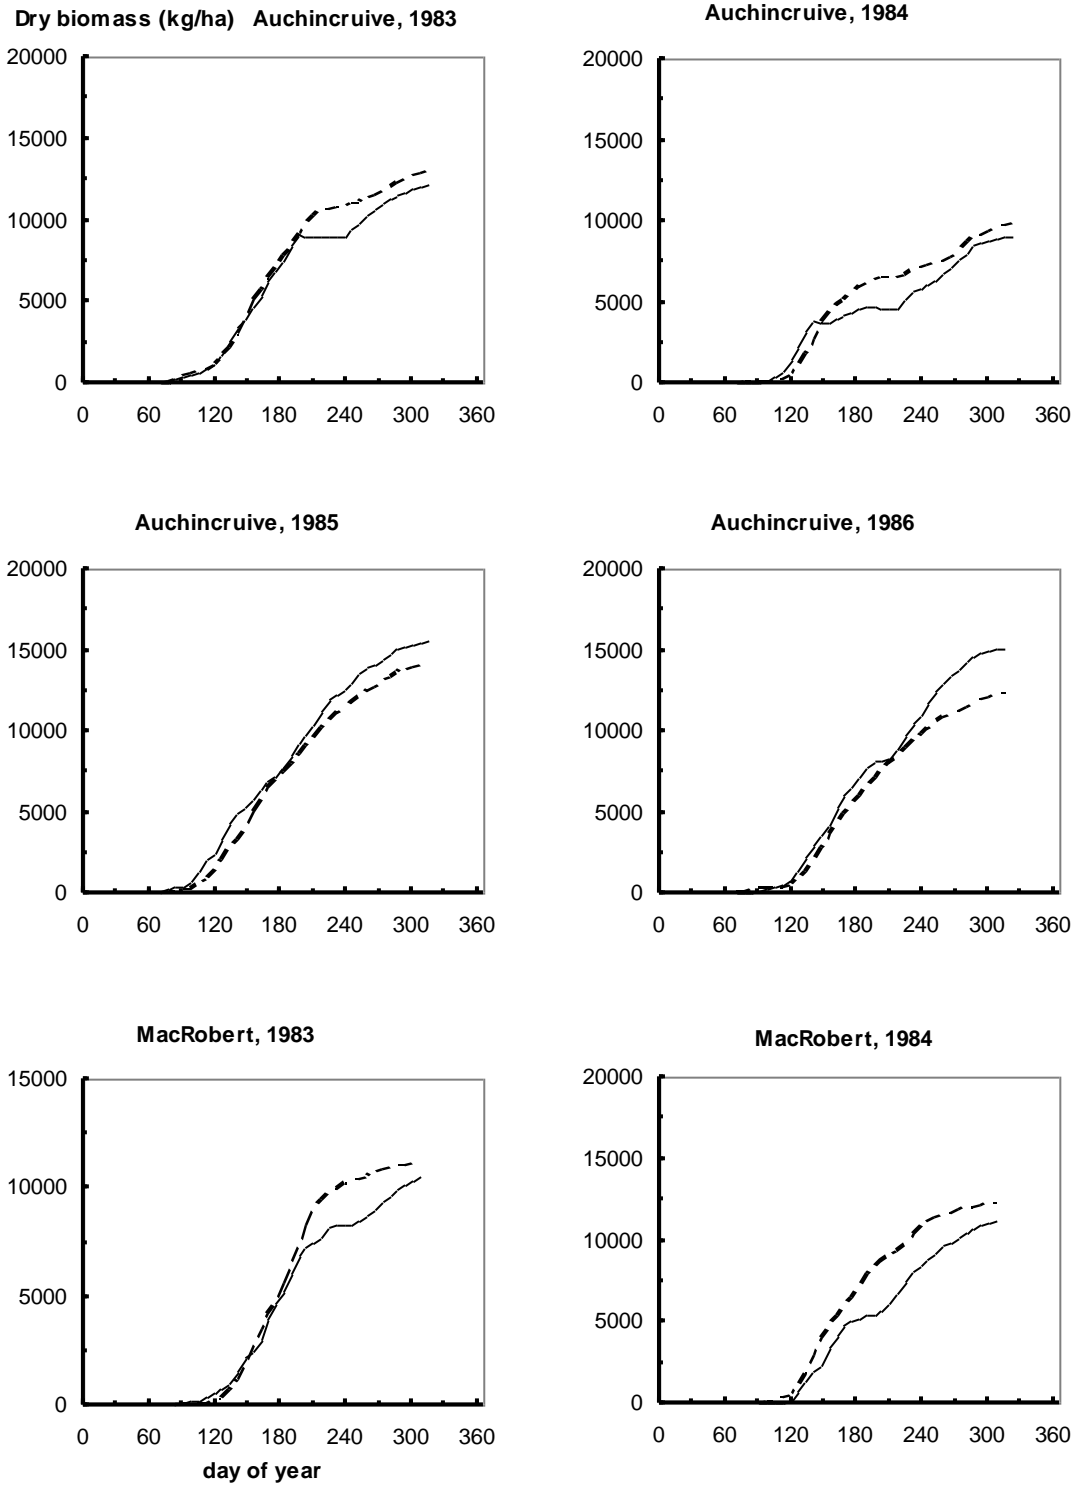 Dry biomass (kg/ha) Auchincruive, 1983
20000
15000
10000
5000
0
0 60 120 180 240 300 360
Auchincruive, 1984
20000
15000
10000
5000
0
0 60 120 180 240 300 360
Auchincruive, 1985
20000
15000
10000
5000
0
0 60 120 180 240 300 360
Auchincruive, 1986
20000
15000
10000
5000
0
0 60 120 180 240 300 360
MacRobert, 1983
15000
10000
5000
0
0 60 120 180 240 300 360
day of year
MacRobert, 1984
20000
15000
10000
5000
0
0 60 120 180 240 300 360